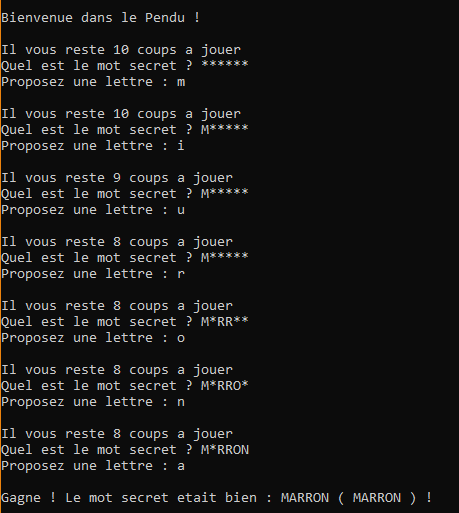 Bienvenue dans le Pendu !
Il vous reste 10 coups a jouer
Quel est le mot secret ? ******
Proposez une lettre : m
Il vous reste 10 coups a jouer
Quel est le mot secret ? M*****
Proposez une lettre : i
Il vous reste 9 coups a jouer
Quel est le mot secret ? M*****
Proposez une lettre : u
Il vous reste 8 coups a jouer
Quel est le mot secret ? M*****
Proposez une lettre : r
Il vous reste 8 coups a jouer
Quel est le mot secret ? M*RR**
Proposez une lettre : o
Il vous reste 8 coups a jouer
Quel est le mot secret ? M*RRO*
Proposez une lettre : n
Il vous reste 8 coups a jouer
Quel est le mot secret ? M*RRON
Proposez une lettre : a
Gagne ! Le mot secret etait bien : MARRON ( MARRON ) !